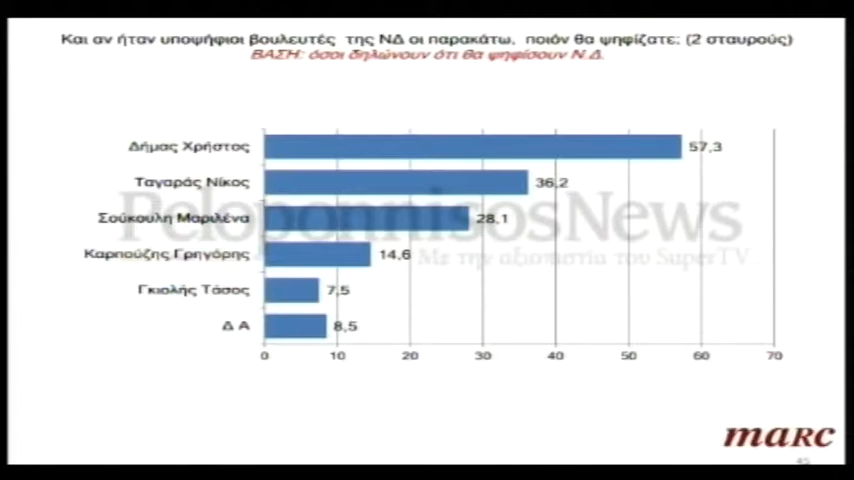 Και αν ήταν υποψήφιοι βουλευτές της ΝΔ οι παρακάτω, ποιόν θα ψηφίζατε; (2 σταυρούς)
ΒΑΣΗ: όσοι δηλώνουν ότι θα ψηφίσουν Ν.Δ.
Δήμας Χρήστος 57,3
Ταγαράς Νίκος 36,2
PeloponnisosNews
Σούκουλη Μαριλένα 28,1
Καρπούζης Γρηγόρης 14,6
Με την αξιοπιστία του SuperTV
Γκιολής Τάσος 7,5
Δ Α 8,5
0 10 20 30 40 50 60 70
maRC
45